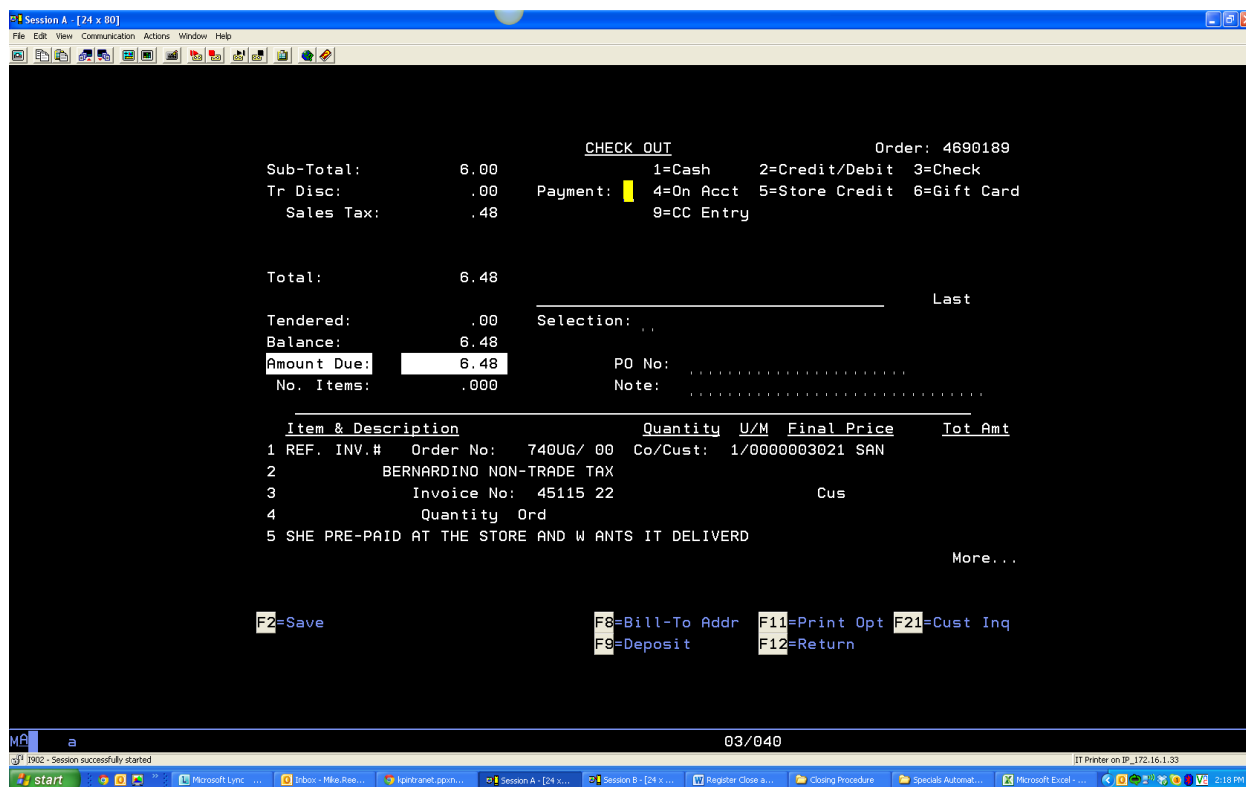 Session A - [24 x 80]
File Edit View Communication Actions Window Help
CHECK OUT Order: 4690189
Sub-Total: 6.00 1=Cash 2=Credit/Debit 3=Check
Tr Disc: .00 Payment: 4=On Acct 5=Store Credit 6=Gift Card
Sales Tax: .48 9=CC Entry
Total: 6.48
Last
Tendered: .00 Selection:
Balance: 6.48
Amount Due: 6.48 PO No:
No. Items: .000 Note:
Item & Description Quantity U/M Final Price Tot Amt
1 REF. INV.# Order No: 740UG/ 00 Co/Cust: 1/0000003021 SAN
2 BERNARDINO NON-TRADE TAX
3 Invoice No: 45115 22 Cus
4 Quantity Ord
5 SHE PRE-PAID AT THE STORE AND W ANTS IT DELIVERD
More...
F2=Save F8=Bill-To Addr F11=Print Opt F21=Cust Inq
F9=Deposit F12=Return
MA a 03/040
I902 - Session successfully started IT Printer on IP_172.16.1.33
start Microsoft Lync ... Inbox - Mike.Ree... kpintranet.ppxn... Session A - [24 x... Session B - [24 x ... Register Close a... Closing Procedure Specials Automat... Microsoft Excel - ... 2:18 PM